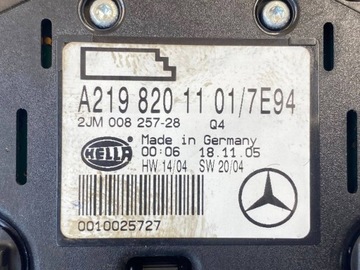 A219 820 11 01/7E94
2JM 008 257-28 Q4
Made in Germany
HELLA
00:06 18.11.05
HW 14/04 SW 20/04
0010025727